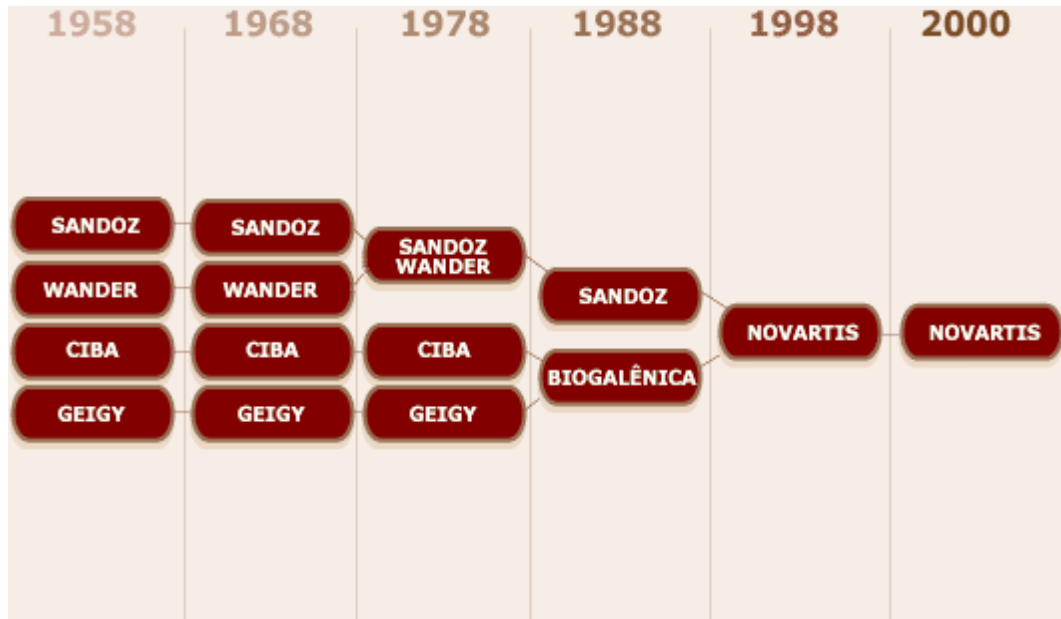 1958 1968 1978 1988 1998 2000
SANDOZ SANDOZ
SANDOZ
WANDER
WANDER WANDER
SANDOZ
NOVARTIS NOVARTIS
CIBA CIBA CIBA
BIOGALÊNICA
GEIGY GEIGY GEIGY